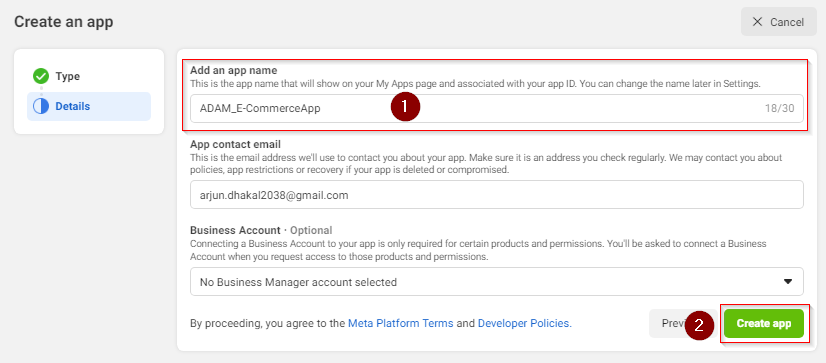 Create an app
Cancel
Type
Details
Add an app name
This is the app name that will show on your My Apps page and associated with your app ID. You can change the name later in Settings.
ADAM_E-CommerceApp
18/30
1
App contact email
This is the email address we'll use to contact you about your app. Make sure it is an address you check regularly. We may contact you about
policies, app restrictions or recovery if your app is deleted or compromised.
arjun.dhakal2038@gmail.com
Business Account · Optional
Connecting a Business Account to your app is only required for certain products and permissions. You'll be asked to connect a Business
Account when you request access to those products and permissions.
No Business Manager account selected
By proceeding, you agree to the Meta Platform Terms and Developer Policies.
2
Create app